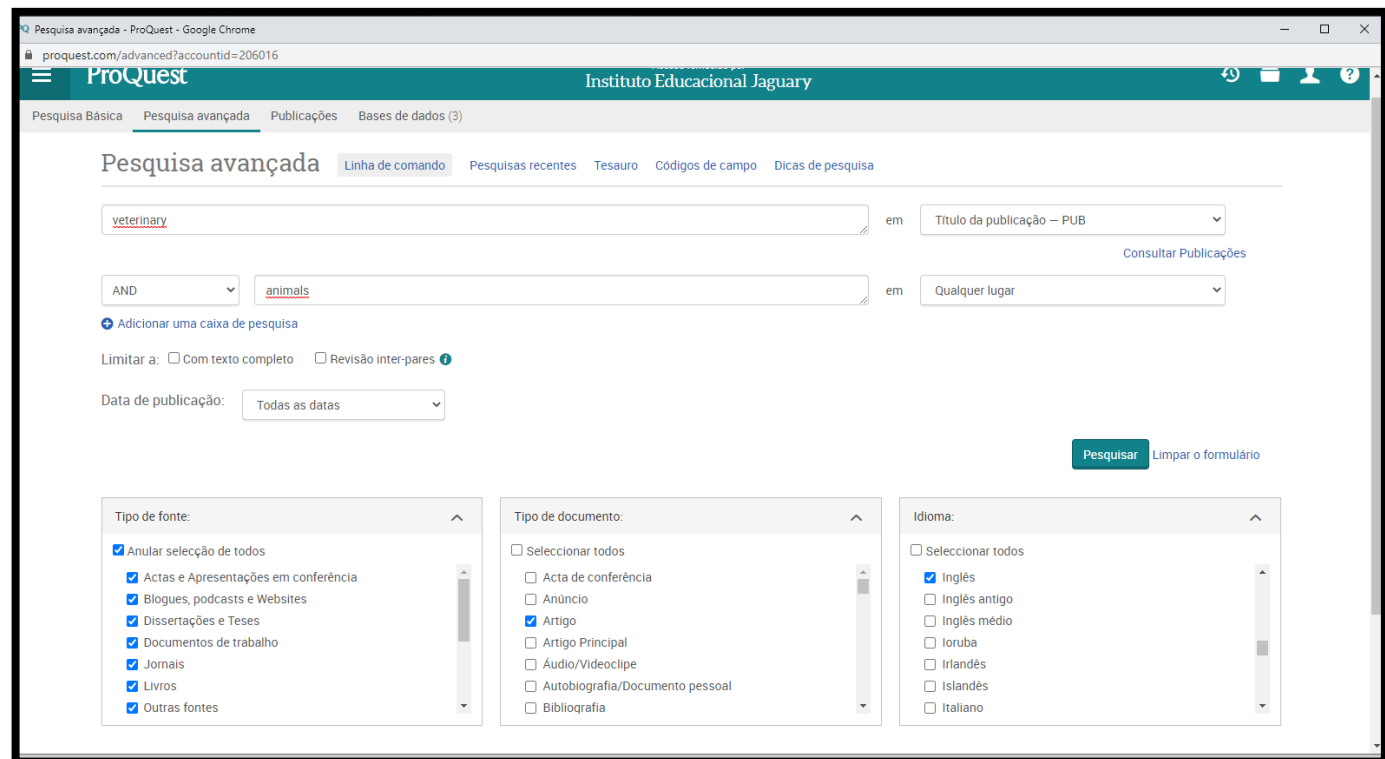 Pesquisa avançada - ProQuest - Google Chrome
proquest.com/advanced?accountid=206016
ProQuest
Instituto Educacional Jaguary
Pesquisa Básica Pesquisa avançada Publicações Bases de dados (3)
Pesquisa avançada Linha de comando Pesquisas recentes Tesauro Códigos de campo Dicas de pesquisa
veterinary em Título da publicação — PUB
Consultar Publicações
AND animals em Qualquer lugar
Adicionar uma caixa de pesquisa
Limitar a: Com texto completo Revisão inter-pares
Data de publicação: Todas as datas
Pesquisar Limpar o formulário
Tipo de fonte:
Anular selecção de todos
Actas e Apresentações em conferência
Blogues, podcasts e Websites
Dissertações e Teses
Documentos de trabalho
Jornais
Livros
Outras fontes
Tipo de documento:
Seleccionar todos
Acta de conferência
Anúncio
Artigo
Artigo Principal
Áudio/Videoclipe
Autobiografia/Documento pessoal
Bibliografia
Idioma:
Seleccionar todos
Inglês
Inglês antigo
Inglês médio
Ioruba
Irlandês
Islandês
Italiano